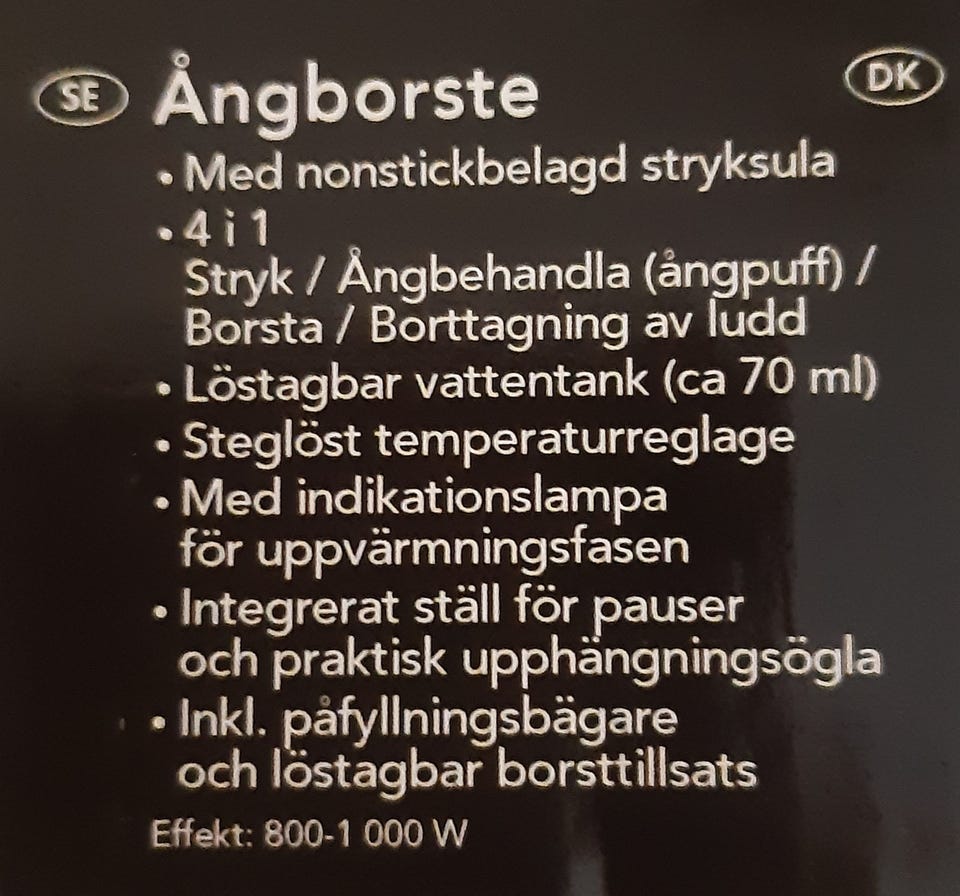 SE Ångborste DK
• Med nonstickbelagd stryksula
• 4 i 1
Stryk / Ångbehandla (ångpuff) /
Borsta / Borttagning av ludd
• Löstagbar vattentank (ca 70 ml)
• Steglöst temperaturreglage
• Med indikationslampa
för uppvärmningsfasen
• Integrerat ställ för pauser
och praktisk upphängningsögla
• Inkl. påfyllningsbägare
och löstagbar borsttillsats
Effekt: 800-1 000 W